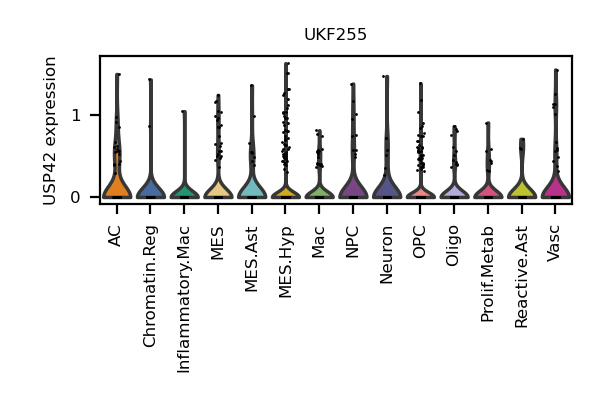 UKF255
USP42 expression
1
0
AC
Chromatin.Reg
Inflammatory.Mac
MES
MES.Ast
MES.Hyp
Mac
NPC
Neuron
OPC
Oligo
Prolif.Metab
Reactive.Ast
Vasc